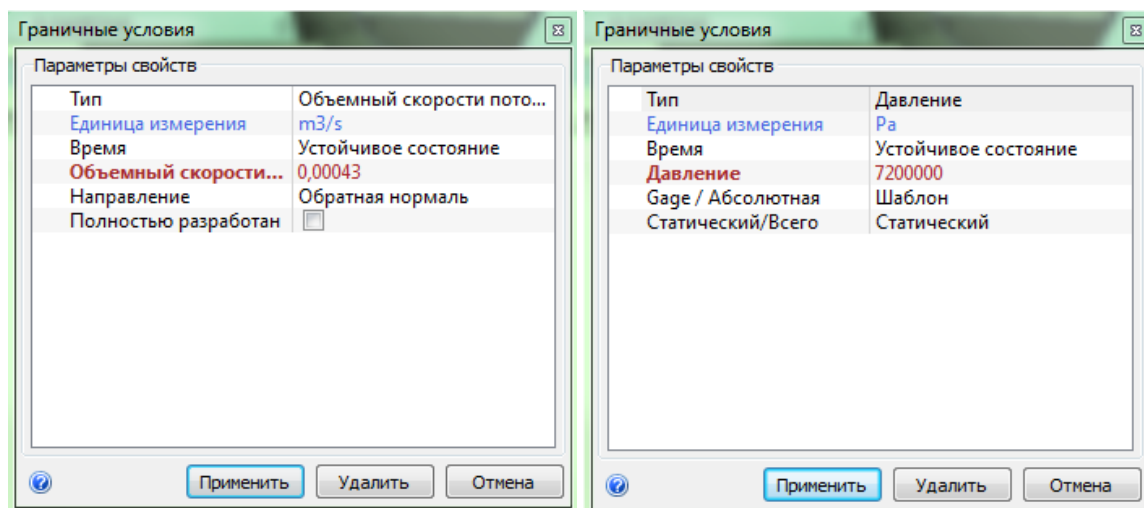 Граничные условия
Параметры свойств
Тип Объемный скорости пото...
Единица измерения m3/s
Время Устойчивое состояние
Объемный скорости... 0,00043
Направление Обратная нормаль
Полностью разработан
Применить Удалить Отмена
Граничные условия
Параметры свойств
Тип Давление
Единица измерения Pa
Время Устойчивое состояние
Давление 7200000
Gage / Абсолютная Шаблон
Статический/Всего Статический
Применить Удалить Отмена